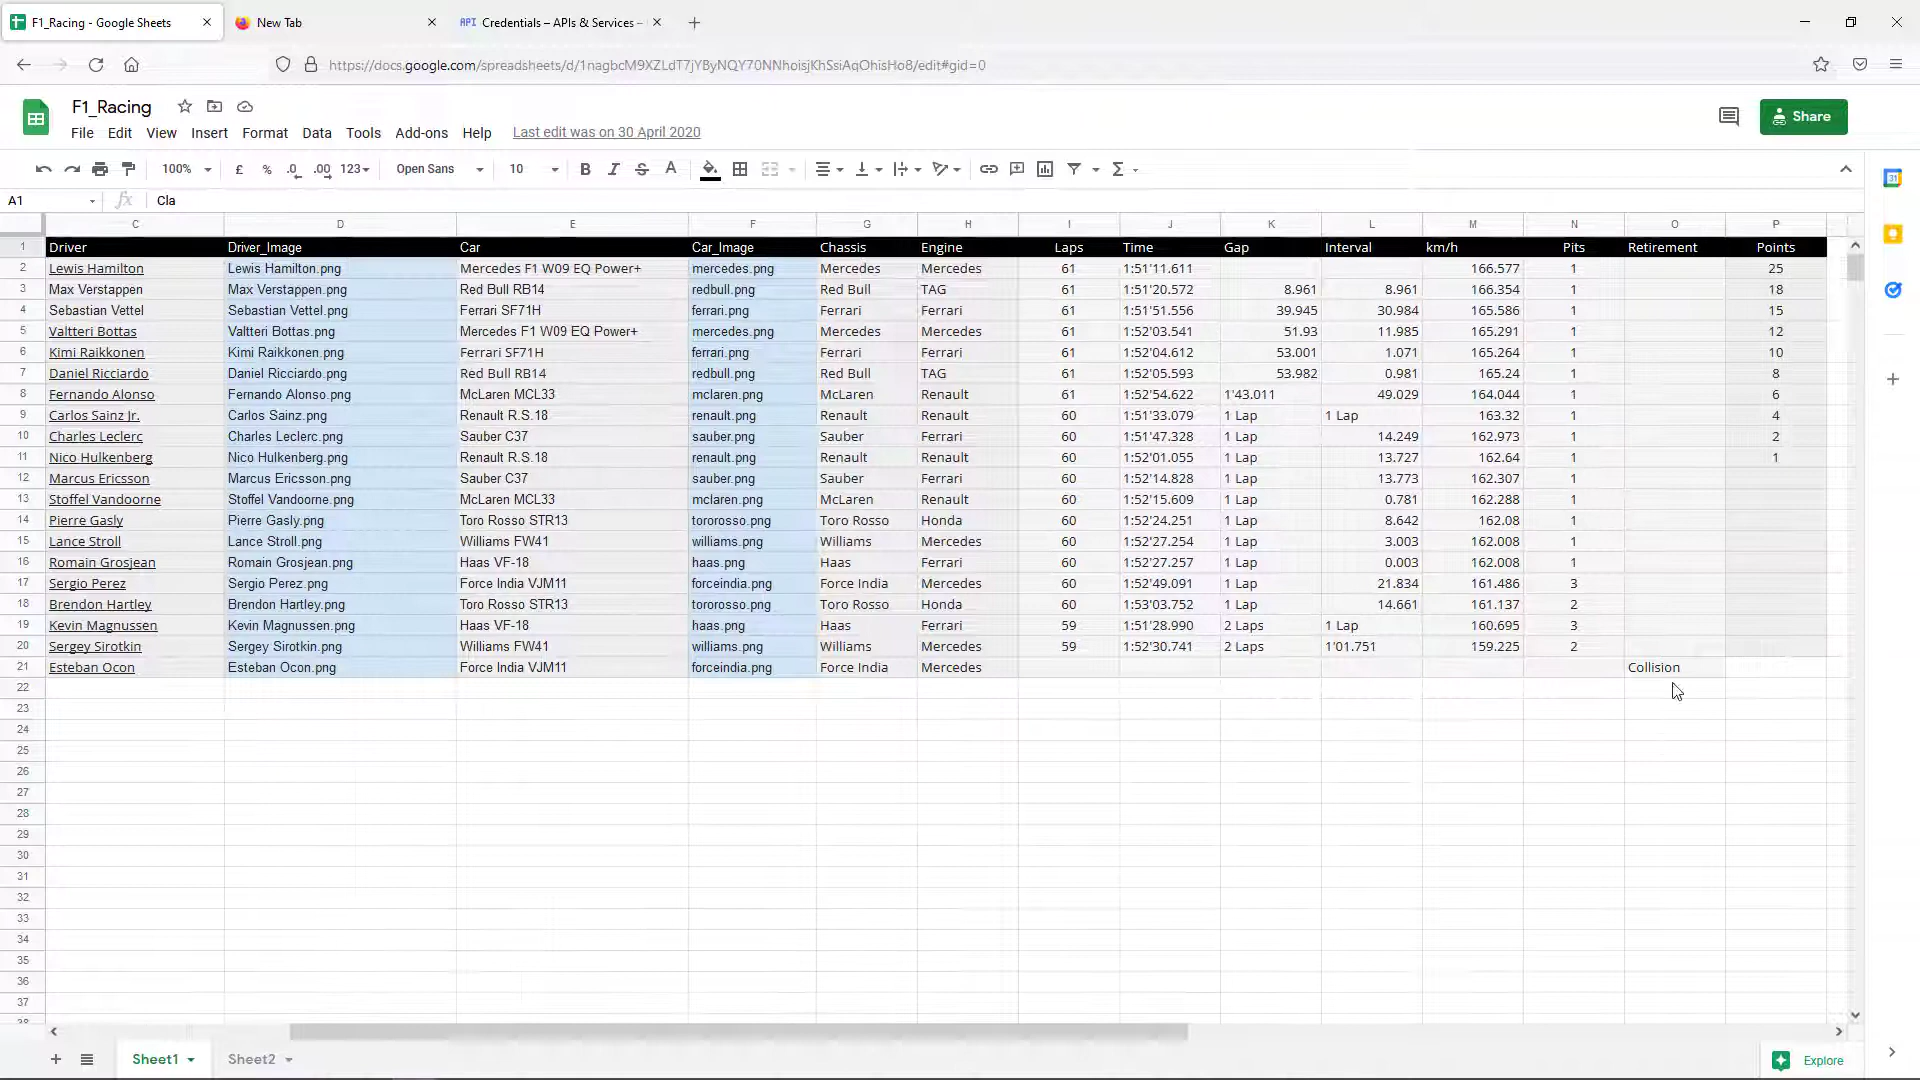 F1_Racing - Google Sheets
New Tab
API Credentials – APIs & Services –
https://docs.google.com/spreadsheets/d/1nagbcM9XZLdT7jYByNQY70NNhoisjKhSsiAqOhisHo8/edit#gid=0
F1_Racing
Share
File Edit View Insert Format Data Tools Add-ons Help Last edit was on 30 April 2020
100% £ % .0 .00 123 Open Sans 10 B I S A Σ
31
A1 fx Cla
C D E F G H I J K L M N O P
1 Driver Driver_Image Car Car_Image Chassis Engine Laps Time Gap Interval km/h Pits Retirement Points
2 Lewis Hamilton Lewis Hamilton.png Mercedes F1 W09 EQ Power+ mercedes.png Mercedes Mercedes 61 1:51'11.611 166.577 1 25
3 Max Verstappen Max Verstappen.png Red Bull RB14 redbull.png Red Bull TAG 61 1:51'20.572 8.961 8.961 166.354 1 18
4 Sebastian Vettel Sebastian Vettel.png Ferrari SF71H ferrari.png Ferrari Ferrari 61 1:51'51.556 39.945 30.984 165.586 1 15
5 Valtteri Bottas Valtteri Bottas.png Mercedes F1 W09 EQ Power+ mercedes.png Mercedes Mercedes 61 1:52'03.541 51.93 11.985 165.291 1 12
6 Kimi Raikkonen Kimi Raikkonen.png Ferrari SF71H ferrari.png Ferrari Ferrari 61 1:52'04.612 53.001 1.071 165.264 1 10
7 Daniel Ricciardo Daniel Ricciardo.png Red Bull RB14 redbull.png Red Bull TAG 61 1:52'05.593 53.982 0.981 165.24 1 8
8 Fernando Alonso Fernando Alonso.png McLaren MCL33 mclaren.png McLaren Renault 61 1:52'54.622 1'43.011 49.029 164.044 1 6
9 Carlos Sainz Jr. Carlos Sainz.png Renault R.S.18 renault.png Renault Renault 60 1:51'33.079 1 Lap 1 Lap 163.32 1 4
10 Charles Leclerc Charles Leclerc.png Sauber C37 sauber.png Sauber Ferrari 60 1:51'47.328 1 Lap 14.249 162.973 1 2
11 Nico Hulkenberg Nico Hulkenberg.png Renault R.S.18 renault.png Renault Renault 60 1:52'01.055 1 Lap 13.727 162.64 1 1
12 Marcus Ericsson Marcus Ericsson.png Sauber C37 sauber.png Sauber Ferrari 60 1:52'14.828 1 Lap 13.773 162.307 1
13 Stoffel Vandoorne Stoffel Vandoorne.png McLaren MCL33 mclaren.png McLaren Renault 60 1:52'15.609 1 Lap 0.781 162.288 1
14 Pierre Gasly Pierre Gasly.png Toro Rosso STR13 tororosso.png Toro Rosso Honda 60 1:52'24.251 1 Lap 8.642 162.08 1
15 Lance Stroll Lance Stroll.png Williams FW41 williams.png Williams Mercedes 60 1:52'27.254 1 Lap 3.003 162.008 1
16 Romain Grosjean Romain Grosjean.png Haas VF-18 haas.png Haas Ferrari 60 1:52'27.257 1 Lap 0.003 162.008 1
17 Sergio Perez Sergio Perez.png Force India VJM11 forceindia.png Force India Mercedes 60 1:52'49.091 1 Lap 21.834 161.486 3
18 Brendon Hartley Brendon Hartley.png Toro Rosso STR13 tororosso.png Toro Rosso Honda 60 1:53'03.752 1 Lap 14.661 161.137 2
19 Kevin Magnussen Kevin Magnussen.png Haas VF-18 haas.png Haas Ferrari 59 1:51'28.990 2 Laps 1 Lap 160.695 3
20 Sergey Sirotkin Sergey Sirotkin.png Williams FW41 williams.png Williams Mercedes 59 1:52'30.741 2 Laps 1'01.751 159.225 2
21 Esteban Ocon Esteban Ocon.png Force India VJM11 forceindia.png Force India Mercedes Collision
22
23
24
25
26
27
28
29
30
31
32
33
34
35
36
37
38
Sheet1 Sheet2 Explore